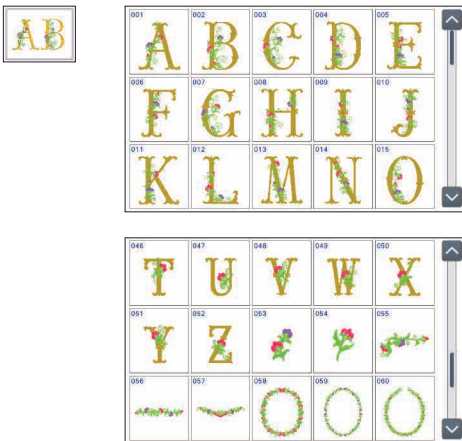 AB
001 002 003 004 005
A B C D E
006 007 008 009 010
F G H I J
011 012 013 014 015
K L M N O
046 047 048 049 050
T U V W X
051 052 053 054 055
Y Z
056 057 058 059 060